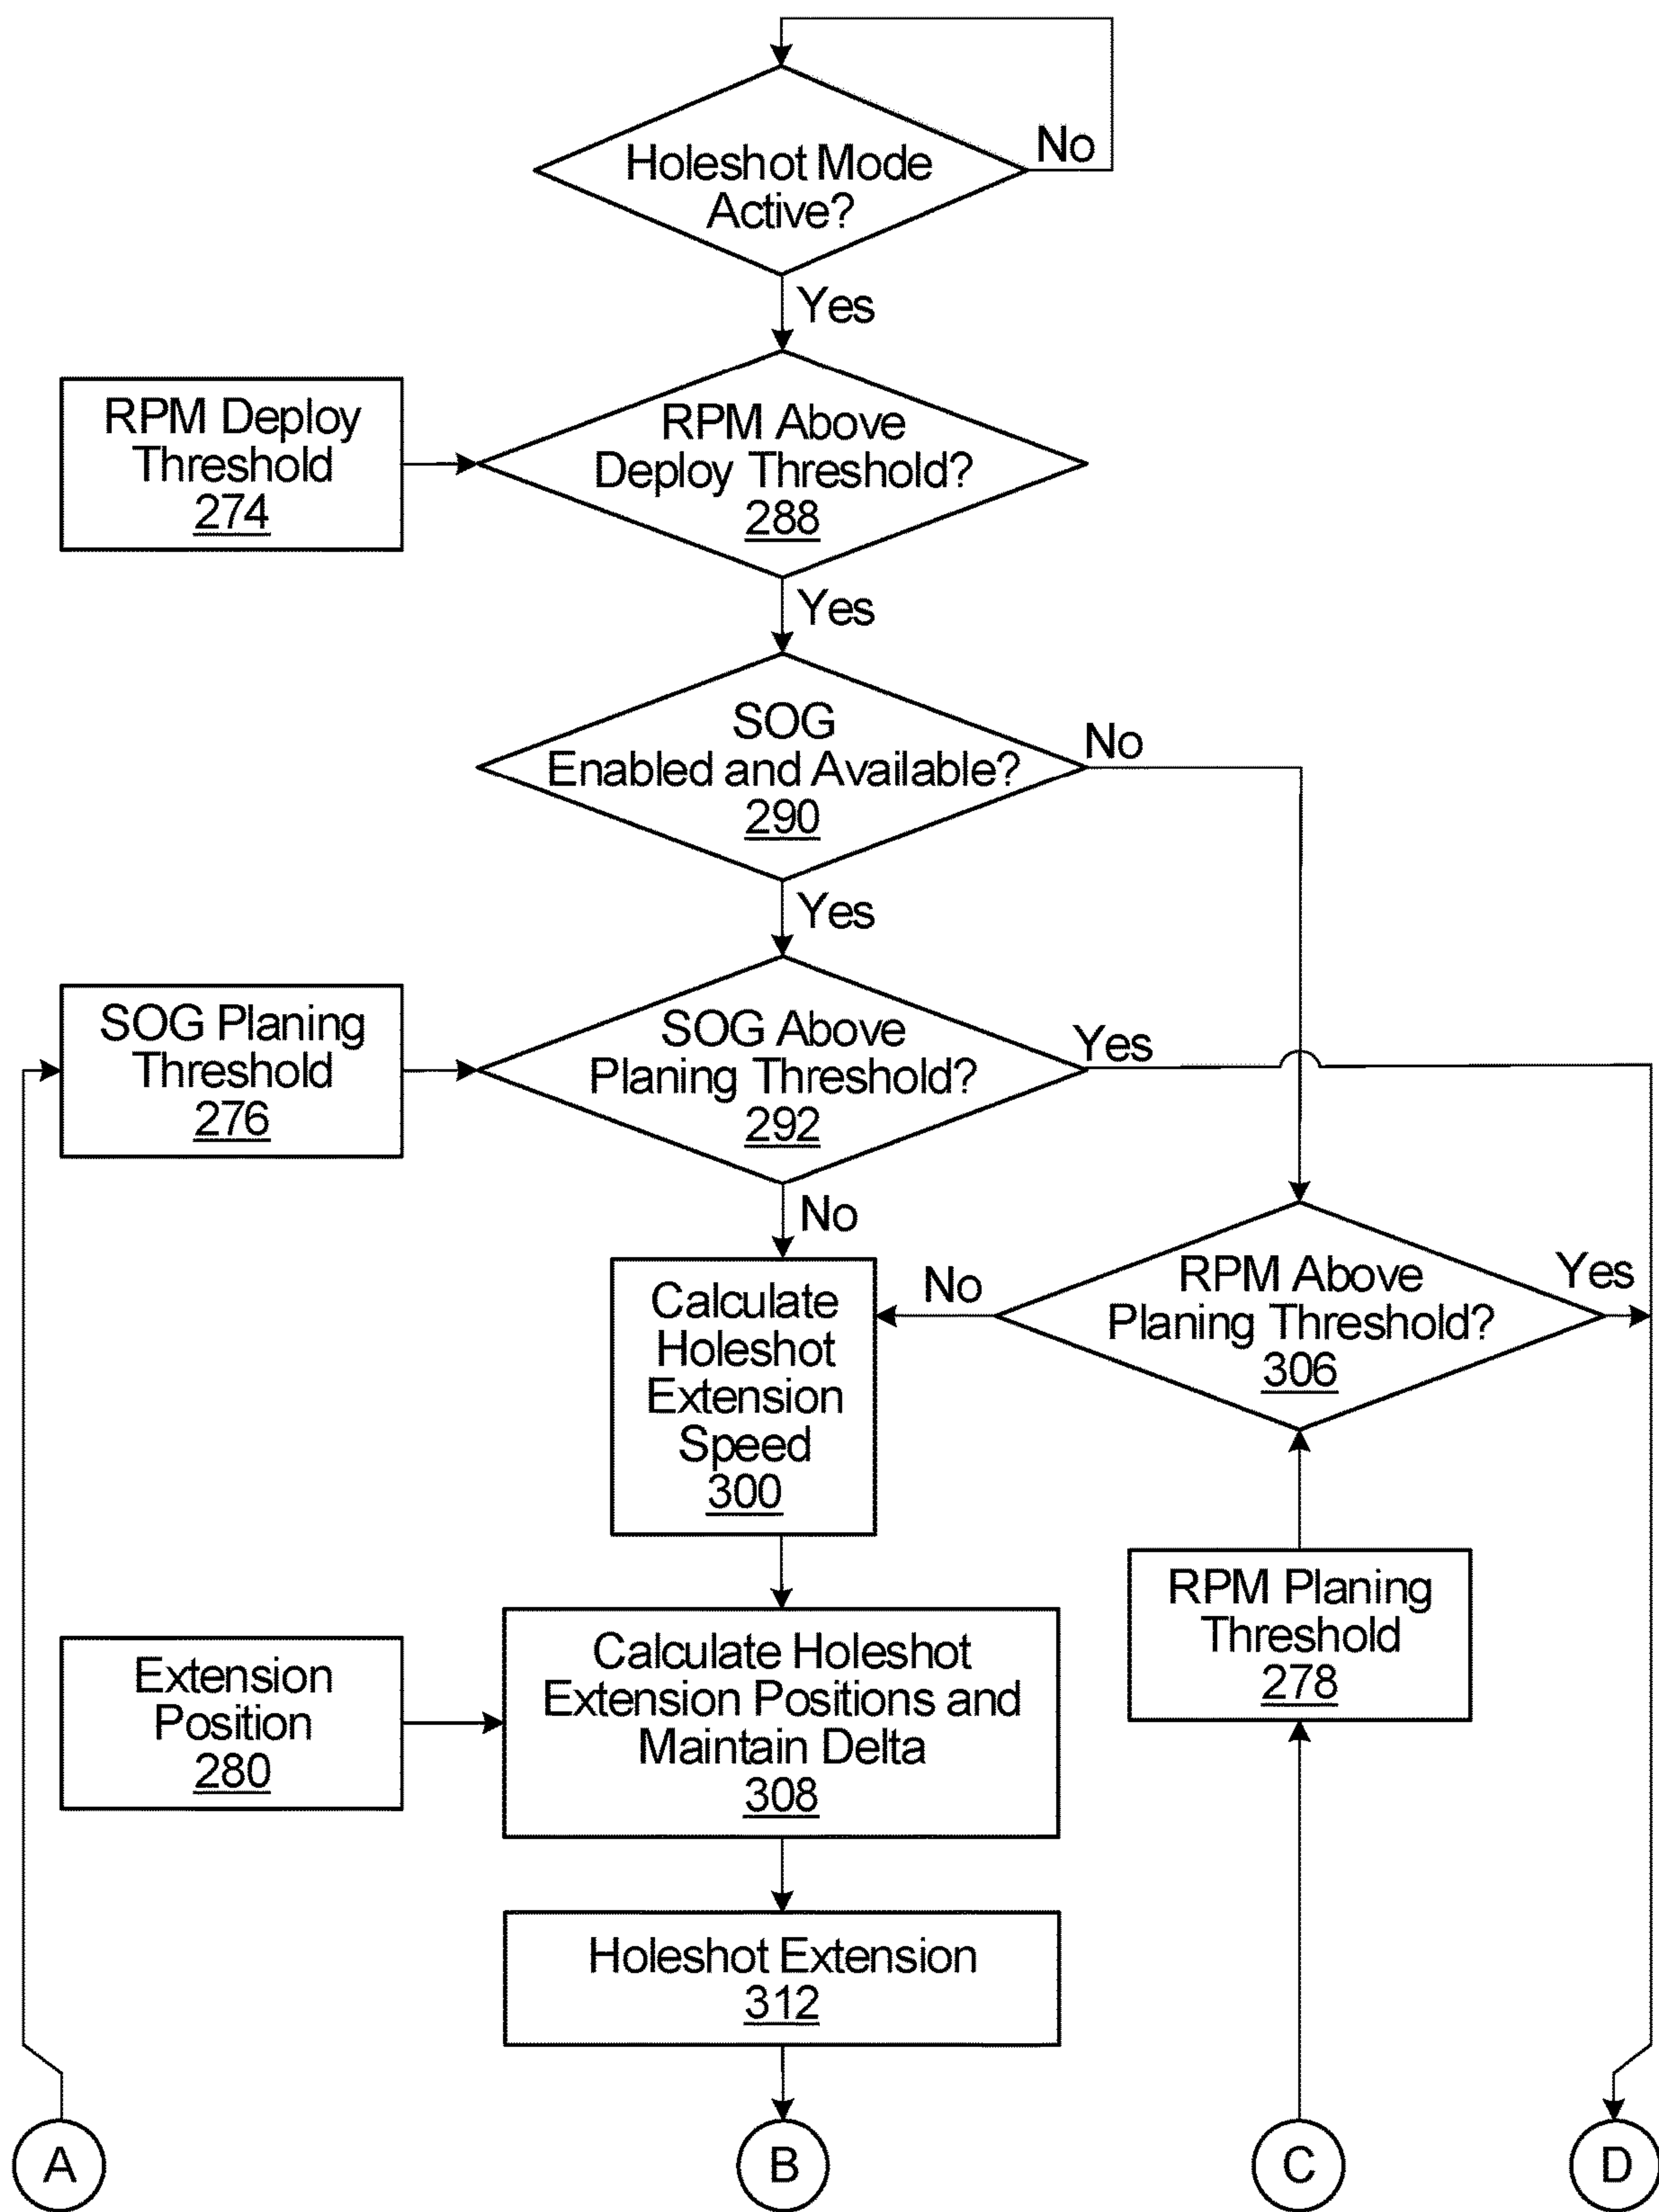 Holeshot Mode
Active?
No
Yes
RPM Deploy
Threshold
274
RPM Above
Deploy Threshold?
288
Yes
SOG
Enabled and Available?
290
No
Yes
SOG Planing
Threshold
276
SOG Above
Planing Threshold?
292
Yes
No
Calculate
Holeshot
Extension
Speed
300
No
RPM Above
Planing Threshold?
306
Yes
RPM Planing
Threshold
278
Extension
Position
280
Calculate Holeshot
Extension Positions and
Maintain Delta
308
Holeshot Extension
312
A
B
C
D